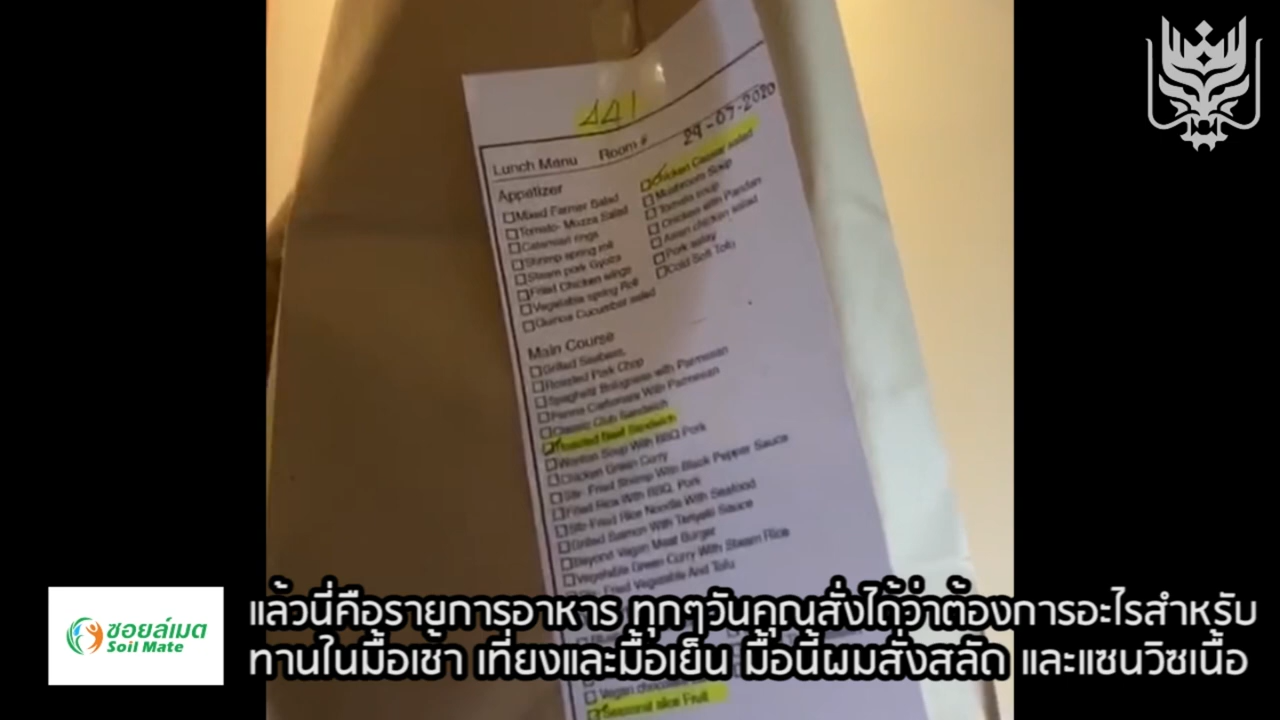 441
Lunch Menu Room # 29-07-2020
Appetizer
Mixed Farmer Salad
Tomato- Mozza Salad
Calamari rings
Shrimp spring roll
Steam pork Gyoza
Fried Chicken wings
Vegetable spring Roll
Quinoa Cucumber salad
Chicken Caesar salad
Mushroom Soup
Tomato soup
Chicken with Pandan
Asian chicken salad
Pork satay
Cold Soft Tofu
Main Course
Grilled Seabass,
Roasted Pork Chop
Spaghetti Bolognese with Parmesan
Penne Carbonara With Parmesan
Classic Club Sandwich
Roasted Beef Sandwich
Wonton Soup With BBQ Pork
Chicken Green Curry
Stir- Fried Shrimp With Black Pepper Sauce
Fried Rice With BBQ. Pork
Stir-Fried Rice Noodle With Seafood
Grilled Salmon With Teriyaki Sauce
Beyond Vegan Meat Burger
Vegetable Green Curry With Steam Rice
Fried Vegetable And Tofu
Vegan
Seasonal slice Fruit
ซอยล์เมต
Soil Mate
แล้วนี่คือรายการอาหาร ทุกๆวันคุณสั่งได้ว่าต้องการอะไรสำหรับ
ทานในมื้อเช้า เที่ยงและมื้อเย็น มื้อนี้ผมสั่งสลัด และแซนวิชเนื้อ